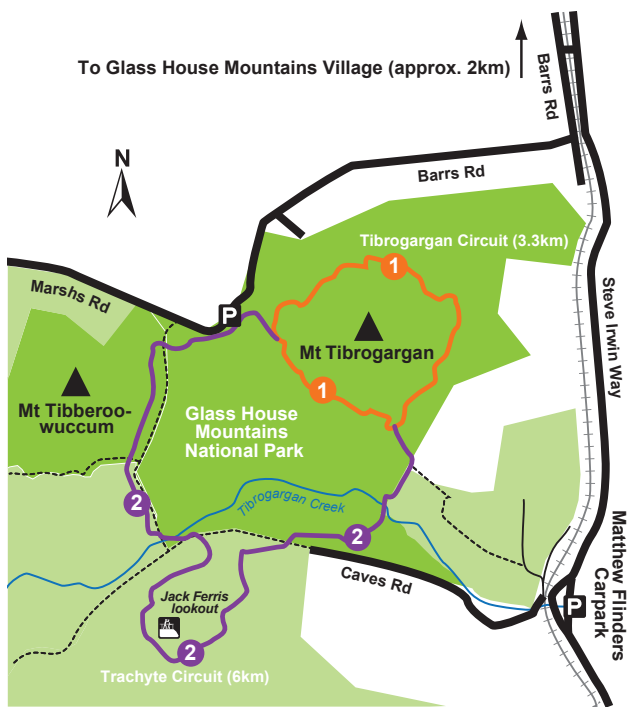 To Glass House Mountains Village (approx. 2km)
Barrs Rd
N
Barrs Rd
Tibrogargan Circuit (3.3km)
1
Marshs Rd
P
Steve Irwin Way
Mt Tibrogargan
Mt Tibberoo-
wuccum
1
Glass House
Mountains
National Park
Tibrogargan Creek
2
2
Matthew Flinders
Carpark
Caves Rd
Jack Ferris
lookout
P
2
Trachyte Circuit (6km)